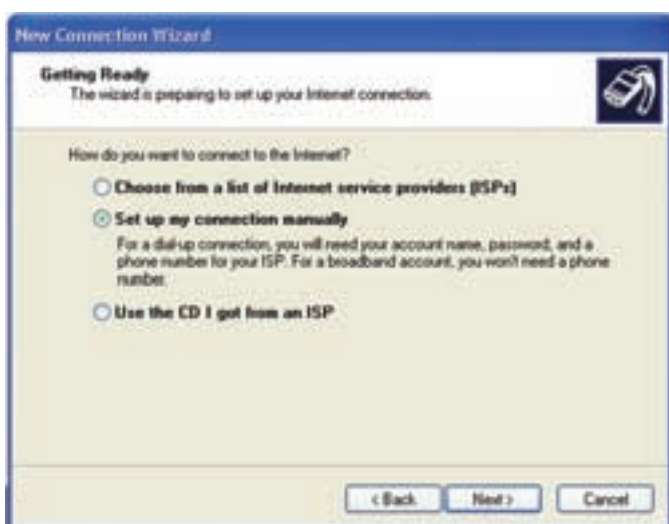 New Connection Wizard
Getting Ready
The wizard is preparing to set up your Internet connection.
How do you want to connect to the Internet?
Choose from a list of Internet service providers (ISPs)
Set up my connection manually
For a dial-up connection, you will need your account name, password, and a
phone number for your ISP. For a broadband account, you won't need a phone
number.
Use the CD I got from an ISP
< Back Next > Cancel